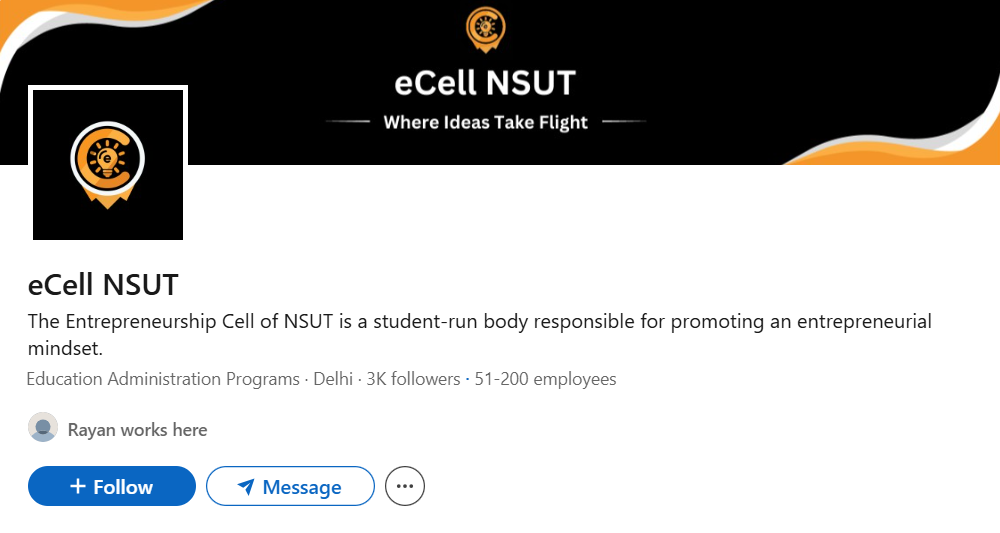 eCell NSUT
Where Ideas Take Flight
eCell NSUT
The Entrepreneurship Cell of NSUT is a student-run body responsible for promoting an entrepreneurial
mindset.
Education Administration Programs · Delhi · 3K followers · 51-200 employees
Rayan works here
+ Follow
Message